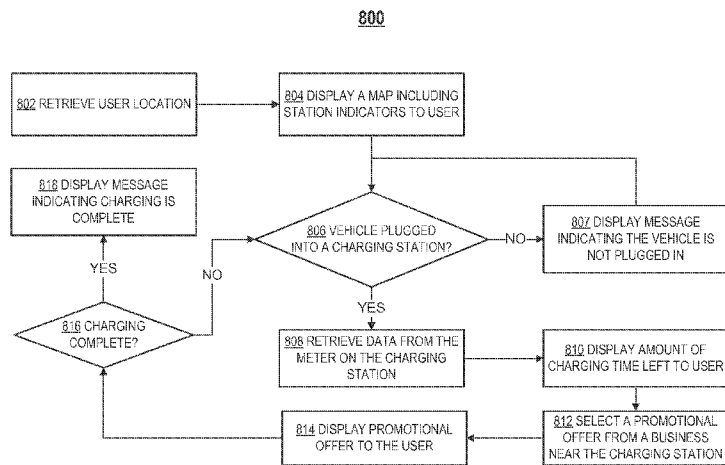 800
802 RETRIEVE USER LOCATION
804 DISPLAY A MAP INCLUDING
STATION INDICATORS TO USER
818 DISPLAY MESSAGE
INDICATING CHARGING IS
COMPLETE
806 VEHICLE PLUGGED
INTO A CHARGING STATION?
NO
807 DISPLAY MESSAGE
INDICATING THE VEHICLE IS
NOT PLUGGED IN
YES
NO
YES
816 CHARGING
COMPLETE?
808 RETRIEVE DATA FROM THE
METER ON THE CHARGING
STATION
810 DISPLAY AMOUNT OF
CHARGING TIME LEFT TO USER
814 DISPLAY PROMOTIONAL
OFFER TO THE USER
812 SELECT A PROMOTIONAL
OFFER FROM A BUSINESS
NEAR THE CHARGING STATION